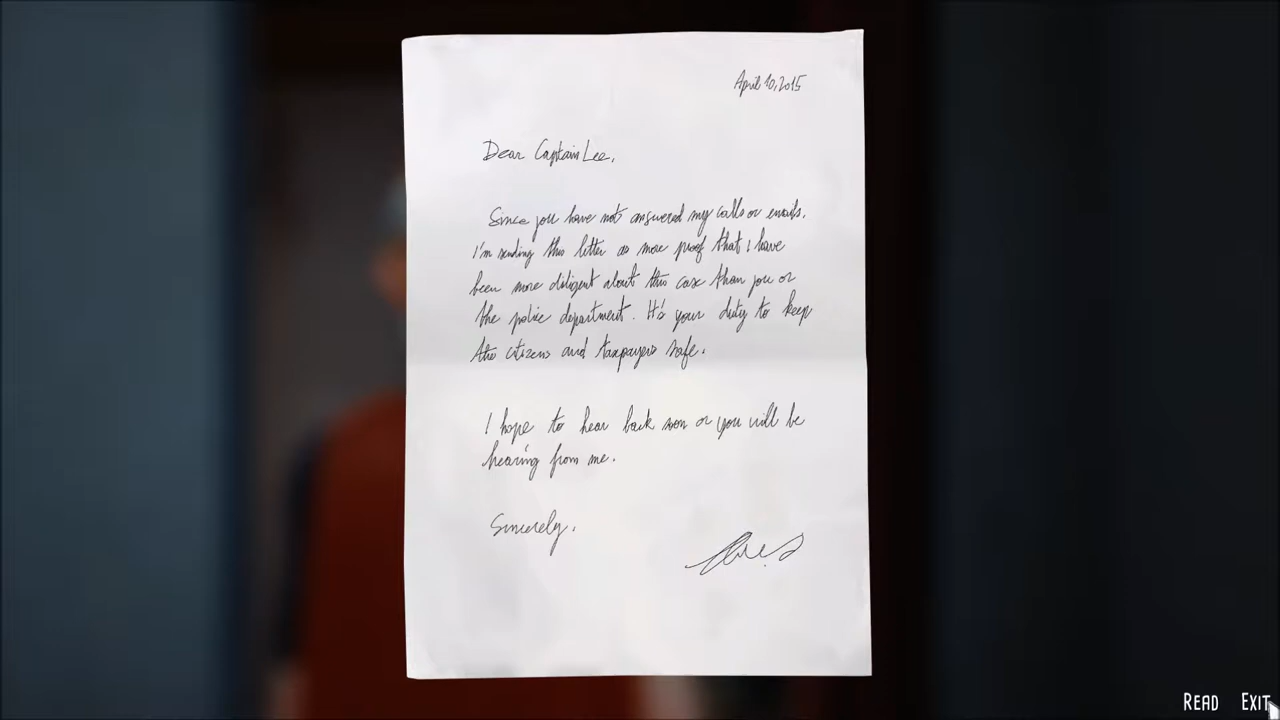 April 10, 2015
Dear Captain Lee,
Since you have not answered my calls or emails,
I'm sending this letter as more proof that I have
been more diligent about this case than you or
the police department. It's your duty to keep
the citizens and taxpayers safe.
I hope to hear back soon or you will be
hearing from me.
Sincerely,
READ EXIT